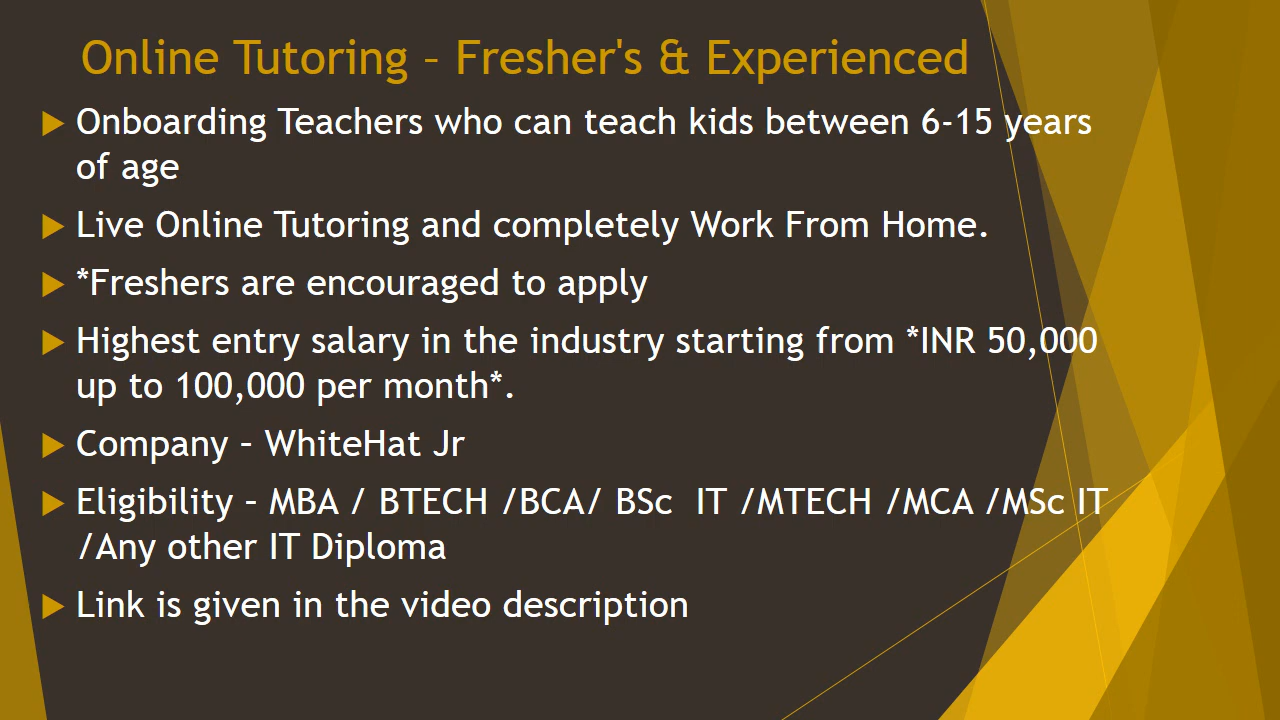 Online Tutoring – Fresher's & Experienced
Onboarding Teachers who can teach kids between 6-15 years
of age
Live Online Tutoring and completely Work From Home.
*Freshers are encouraged to apply
Highest entry salary in the industry starting from *INR 50,000
up to 100,000 per month*.
Company – WhiteHat Jr
Eligibility – MBA / BTECH /BCA/ BSc  IT /MTECH /MCA /MSc IT
/Any other IT Diploma
Link is given in the video description